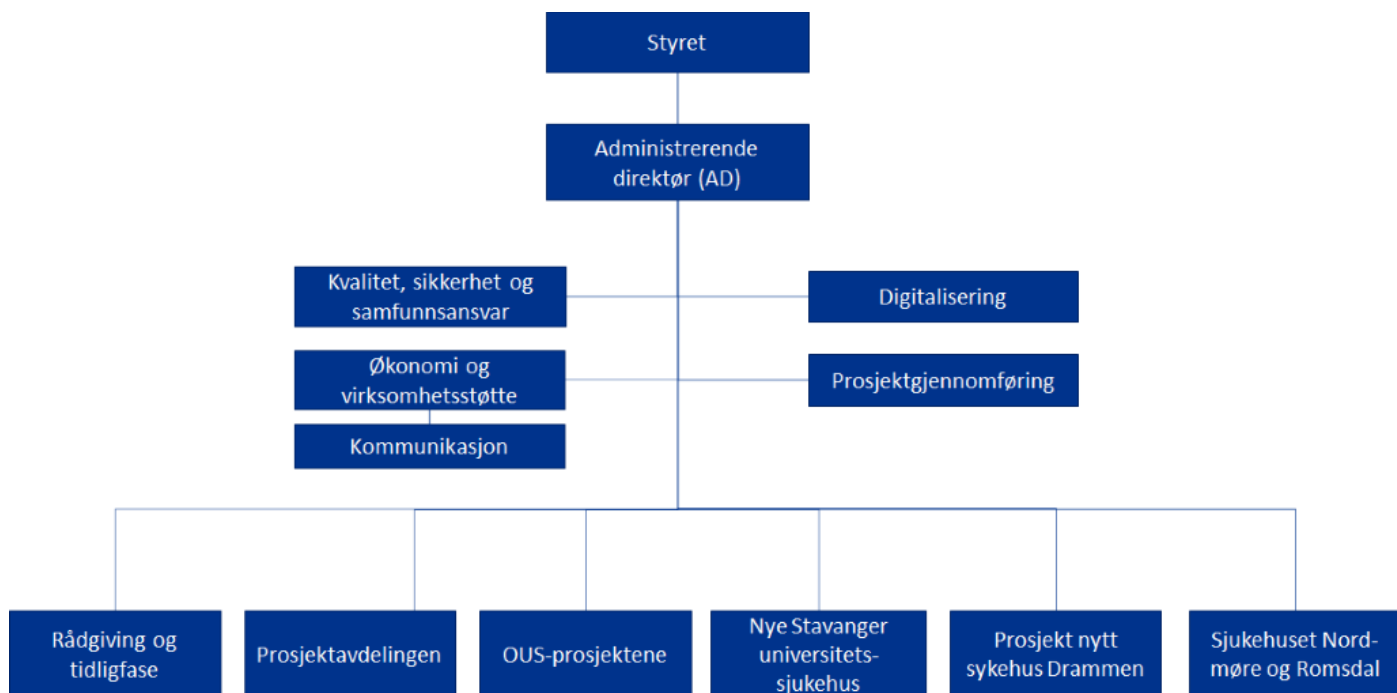 Styret
Administrerende
direktør (AD)
Kvalitet, sikkerhet og
samfunnsansvar
Digitalisering
Økonomi og
virksomhetsstøtte
Prosjektgjennomføring
Kommunikasjon
Rådgiving og
tidligfase
Prosjektavdelingen
OUS-prosjektene
Nye Stavanger
universitets-
sjukehus
Prosjekt nytt
sykehus Drammen
Sjukehuset Nord-
møre og Romsdal